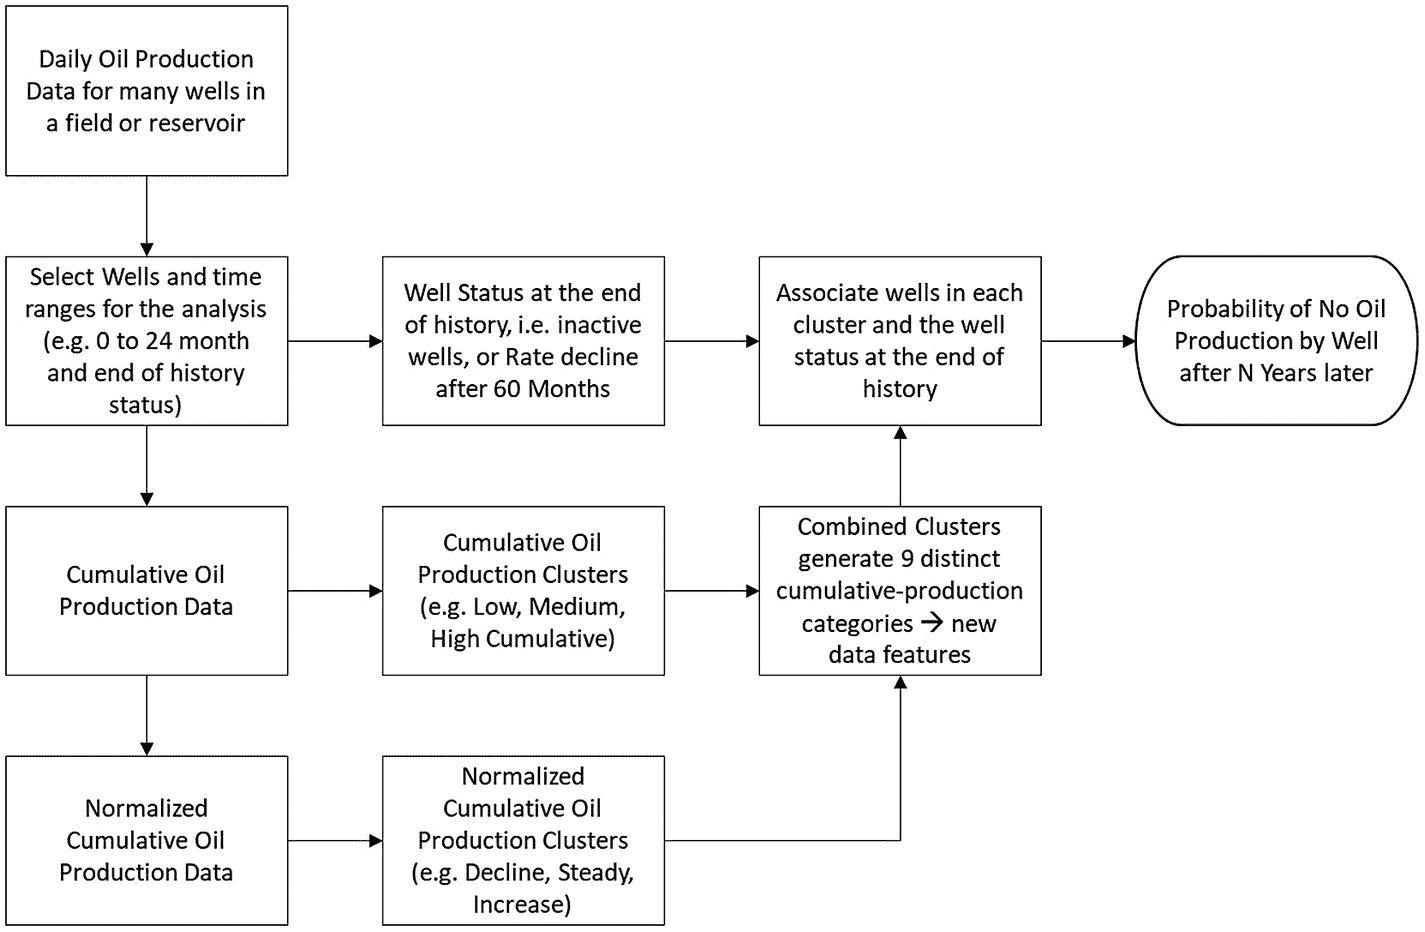 Daily Oil Production
Data for many wells in
a field or reservoir
Select Wells and time
ranges for the analysis
(e.g. 0 to 24 month
and end of history
status)
Well Status at the end
of history, i.e. inactive
wells, or Rate decline
after 60 Months
Associate wells in each
cluster and the well
status at the end of
history
Probability of No Oil
Production by Well
after N Years later
Cumulative Oil
Production Data
Cumulative Oil
Production Clusters
(e.g. Low, Medium,
High Cumulative)
Combined Clusters
generate 9 distinct
cumulative-production
categories → new
data features
Normalized
Cumulative Oil
Production Data
Normalized
Cumulative Oil
Production Clusters
(e.g. Decline, Steady,
Increase)